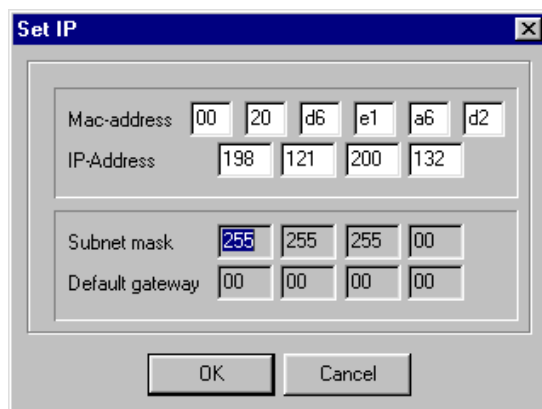 Set IP
Mac-address 00 20 d6 e1 a6 d2
IP-Address 198 121 200 132
Subnet mask 255 255 255 00
Default gateway 00 00 00 00
OK Cancel